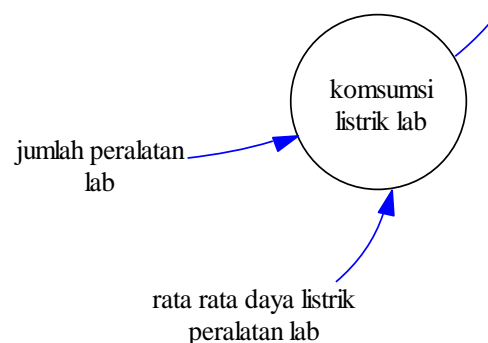 komsumsi
listrik lab
jumlah peralatan
lab
rata rata daya listrik
peralatan lab